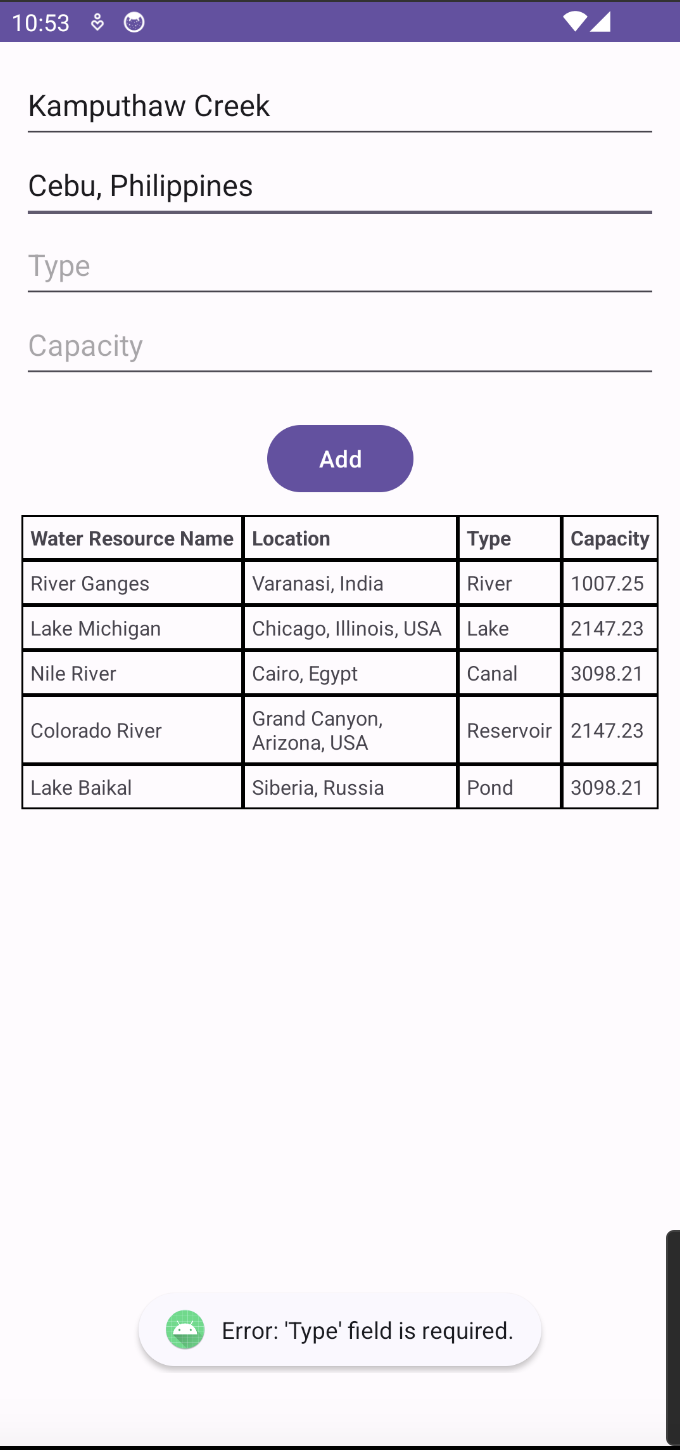 10:53
Kamputhaw Creek
Cebu, Philippines
Type
Capacity
Add
Water Resource Name Location Type Capacity
River Ganges Varanasi, India River 1007.25
Lake Michigan Chicago, Illinois, USA Lake 2147.23
Nile River Cairo, Egypt Canal 3098.21
Colorado River Grand Canyon, Arizona, USA Reservoir 2147.23
Lake Baikal Siberia, Russia Pond 3098.21
Error: 'Type' field is required.